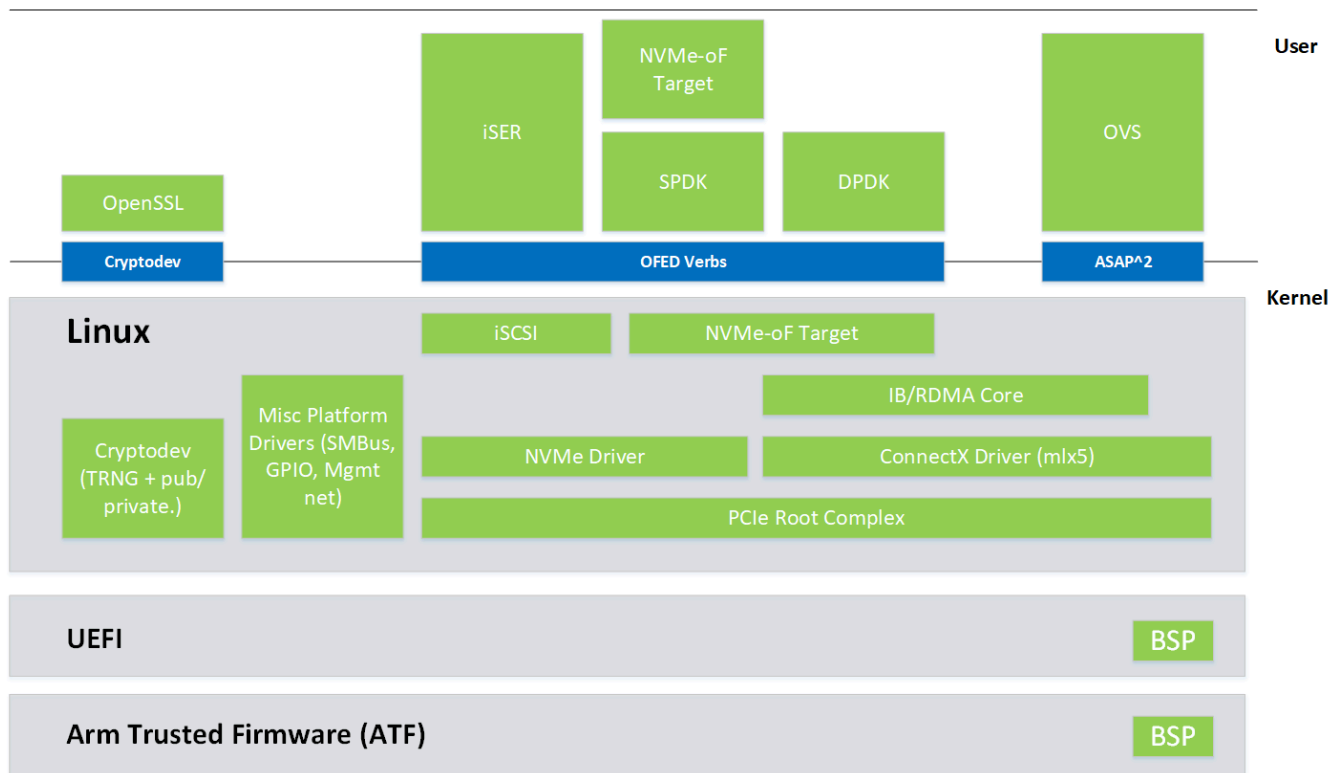 User
NVMe-oF
Target
iSER
OVS
SPDK
DPDK
OpenSSL
Cryptodev
OFED Verbs
ASAP^2
Kernel
Linux
iSCSI
NVMe-oF Target
IB/RDMA Core
Misc Platform
Drivers (SMBus,
GPIO, Mgmt
net)
Cryptodev
(TRNG + pub/
private.)
NVMe Driver
ConnectX Driver (mlx5)
PCIe Root Complex
UEFI
BSP
Arm Trusted Firmware (ATF)
BSP